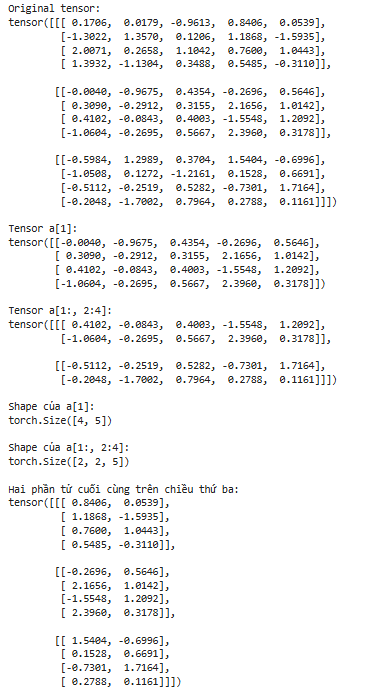 Original tensor:
tensor([[[ 0.1706,  0.0179, -0.9613,  0.8406,  0.0539],
         [-1.3022,  1.3570,  0.1206,  1.1868, -1.5935],
         [ 2.0071,  0.2658,  1.1042,  0.7600,  1.0443],
         [ 1.3932, -1.1304,  0.3488,  0.5485, -0.3110]],

        [[-0.0040, -0.9675,  0.4354, -0.2696,  0.5646],
         [ 0.3090, -0.2912,  0.3155,  2.1656,  1.0142],
         [ 0.4102, -0.0843,  0.4003, -1.5548,  1.2092],
         [-1.0604, -0.2695,  0.5667,  2.3960,  0.3178]],

        [[-0.5984,  1.2989,  0.3704,  1.5404, -0.6996],
         [-1.0508,  0.1272, -1.2161,  0.1528,  0.6691],
         [-0.5112, -0.2519,  0.5282, -0.7301,  1.7164],
         [-0.2048, -1.7002,  0.7964,  0.2788,  0.1161]]])

Tensor a[1]:
tensor([[-0.0040, -0.9675,  0.4354, -0.2696,  0.5646],
        [ 0.3090, -0.2912,  0.3155,  2.1656,  1.0142],
        [ 0.4102, -0.0843,  0.4003, -1.5548,  1.2092],
        [-1.0604, -0.2695,  0.5667,  2.3960,  0.3178]])

Tensor a[1:, 2:4]:
tensor([[[ 0.4102, -0.0843,  0.4003, -1.5548,  1.2092],
         [-1.0604, -0.2695,  0.5667,  2.3960,  0.3178]],

        [[-0.5112, -0.2519,  0.5282, -0.7301,  1.7164],
         [-0.2048, -1.7002,  0.7964,  0.2788,  0.1161]]])

Shape của a[1]:
torch.Size([4, 5])

Shape của a[1:, 2:4]:
torch.Size([2, 2, 5])

Hai phần tử cuối cùng trên chiều thứ ba:
tensor([[[ 0.8406,  0.0539],
         [ 1.1868, -1.5935],
         [ 0.7600,  1.0443],
         [ 0.5485, -0.3110]],

        [[-0.2696,  0.5646],
         [ 2.1656,  1.0142],
         [-1.5548,  1.2092],
         [ 2.3960,  0.3178]],

        [[ 1.5404, -0.6996],
         [ 0.1528,  0.6691],
         [-0.7301,  1.7164],
         [ 0.2788,  0.1161]]])